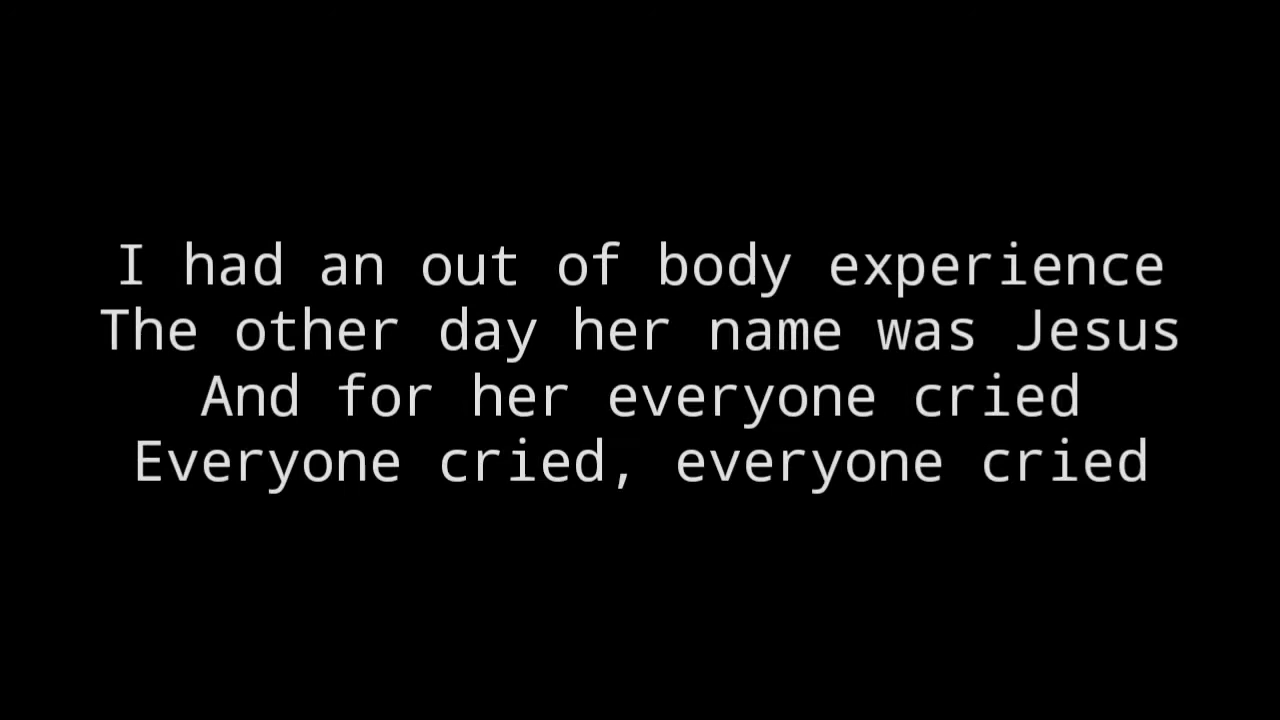 I had an out of body experience
The other day her name was Jesus
And for her everyone cried
Everyone cried, everyone cried